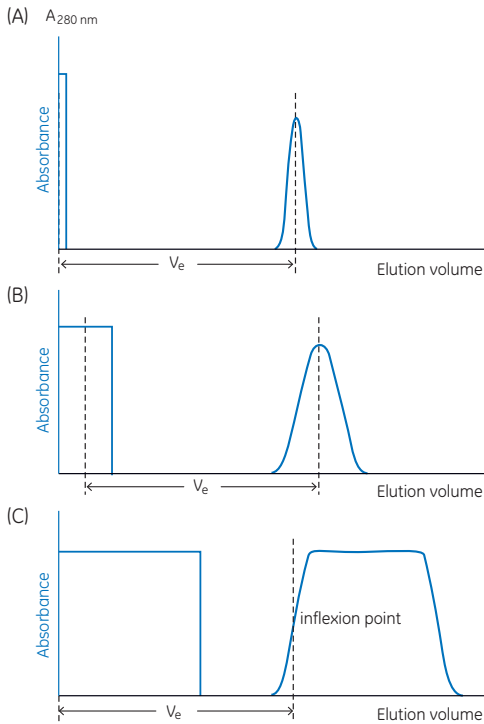 (A)
A280 nm
Absorbance
Ve
Elution volume
(B)
Absorbance
Ve
Elution volume
(C)
Absorbance
inflexion point
Ve
Elution volume